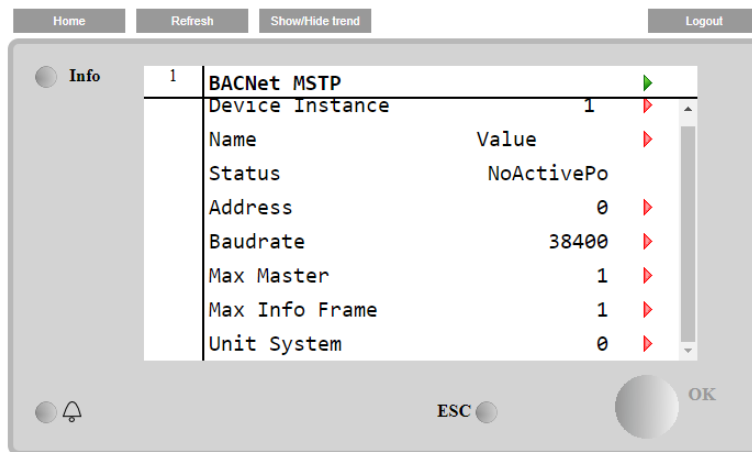 Home Refresh Show/Hide trend Logout
Info
1 BACNet MSTP
Device Instance 1
Name Value
Status NoActivePo
Address 0
Baudrate 38400
Max Master 1
Max Info Frame 1
Unit System 0
ESC
OK